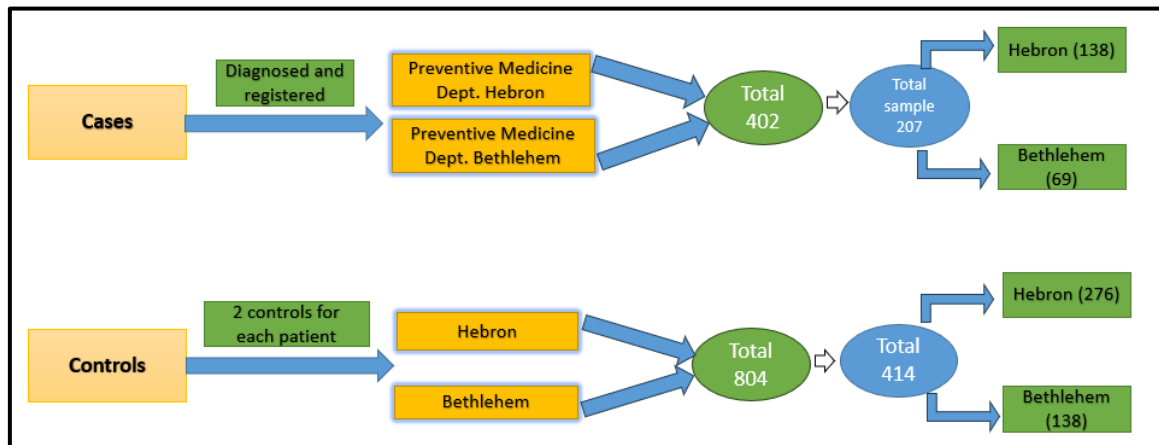 Cases
Diagnosed and
registered
Preventive Medicine
Dept. Hebron
Preventive Medicine
Dept. Bethlehem
Total
402
Total
sample
207
Hebron (138)
Bethlehem
(69)
Controls
2 controls for
each patient
Hebron
Bethlehem
Total
804
Total
414
Hebron (276)
Bethlehem
(138)